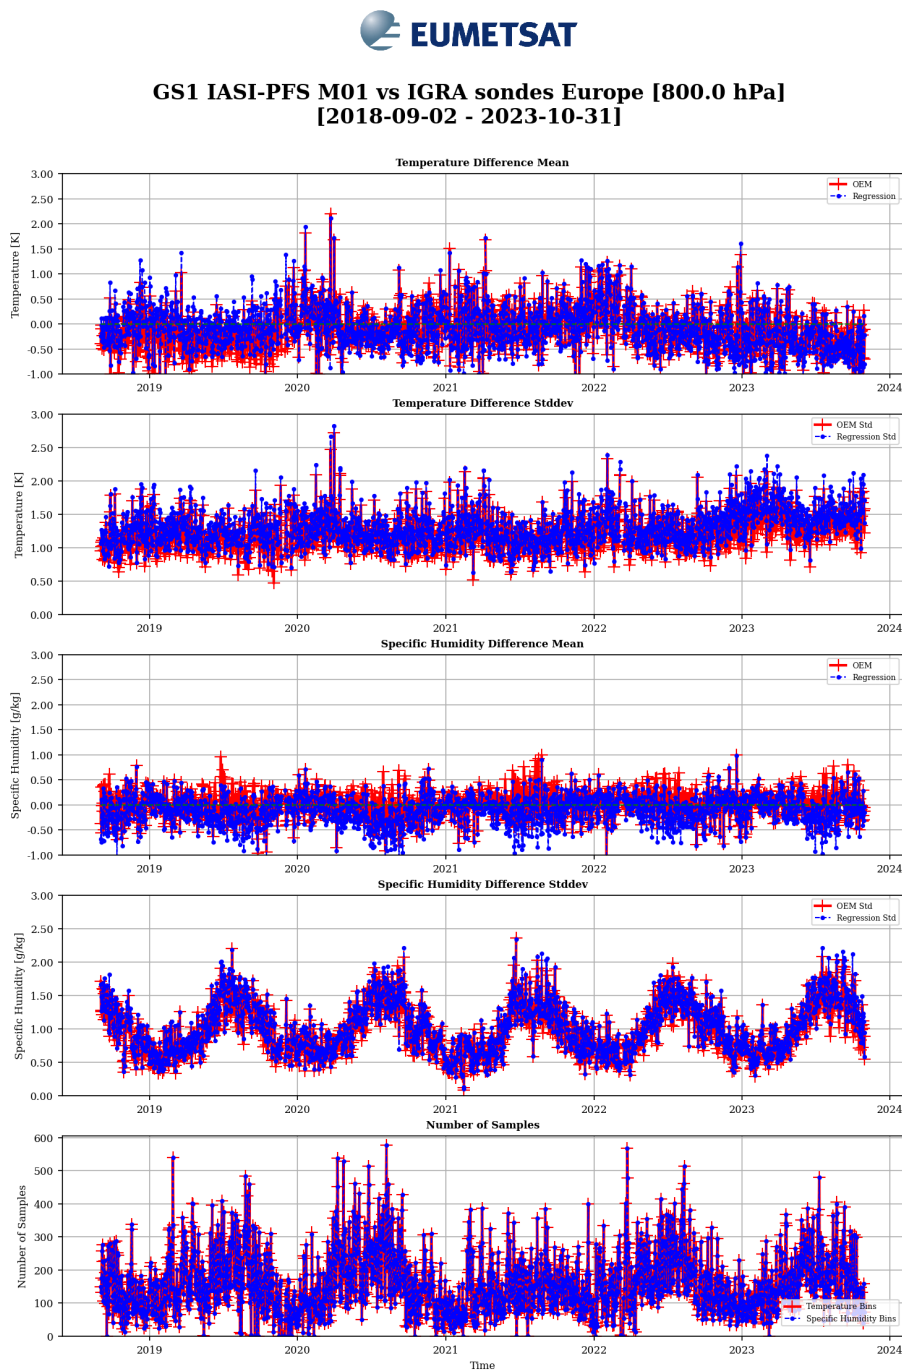 EUMETSAT
GS1 IASI-PFS M01 vs IGRA sondes Europe [800.0 hPa]
[2018-09-02 - 2023-10-31]
Temperature Difference Mean
3.00
2.50
2.00
1.50
1.00
0.50
0.00
-0.50
-1.00
Temperature [K]
OEM
Regression
2019
2020
2021
2022
2023
2024
Temperature Difference Stddev
3.00
2.50
2.00
1.50
1.00
0.50
0.00
Temperature [K]
OEM Std
Regression Std
2019
2020
2021
2022
2023
2024
Specific Humidity Difference Mean
3.00
2.50
2.00
1.50
1.00
0.50
0.00
-0.50
-1.00
Specific Humidity [g/kg]
OEM
Regression
2019
2020
2021
2022
2023
2024
Specific Humidity Difference Stddev
3.00
2.50
2.00
1.50
1.00
0.50
0.00
Specific Humidity [g/kg]
OEM Std
Regression Std
2019
2020
2021
2022
2023
2024
Number of Samples
600
500
400
300
200
100
0
Number of Samples
Temperature Bins
Specific Humidity Bins
2019
2020
2021
2022
2023
2024
Time